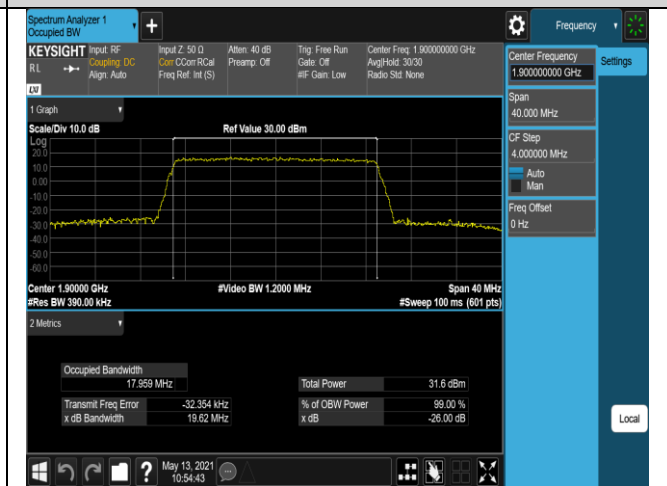 Spectrum Analyzer 1
Occupied BW
+
Frequency
KEYSIGHT
RL
LXI
Input: RF
Coupling: DC
Align: Auto
Input Z: 50 Ω
Corr CCorr RCal
Freq Ref: Int (S)
Atten: 40 dB
Preamp: Off
Trig: Free Run
Gate: Off
#IF Gain: Low
Center Freq: 1.900000000 GHz
Avg|Hold: 30/30
Radio Std: None
Center Frequency
1.900000000 GHz
Settings
Span
40.000 MHz
CF Step
4.000000 MHz
Auto
Man
Freq Offset
0 Hz
Local
1 Graph
Scale/Div 10.0 dB
Ref Value 30.00 dBm
Log
20.0
10.0
0.00
-10.0
-20.0
-30.0
-40.0
-50.0
-60.0
Center 1.90000 GHz
#Video BW 1.2000 MHz
Span 40 MHz
#Res BW 390.00 kHz
#Sweep 100 ms (601 pts)
2 Metrics
Occupied Bandwidth
17.959 MHz
Total Power 31.6 dBm
Transmit Freq Error -32.354 kHz
% of OBW Power 99.00 %
x dB Bandwidth 19.62 MHz
x dB -26.00 dB
?
May 13, 2021
10:54:43